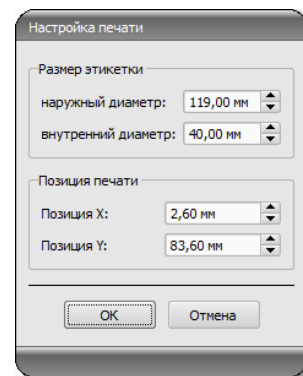 Настройка печати
Размер этикетки
наружный диаметр: 119,00 мм
внутренний диаметр: 40,00 мм
Позиция печати
Позиция X: 2,60 мм
Позиция Y: 83,60 мм
OK Отмена